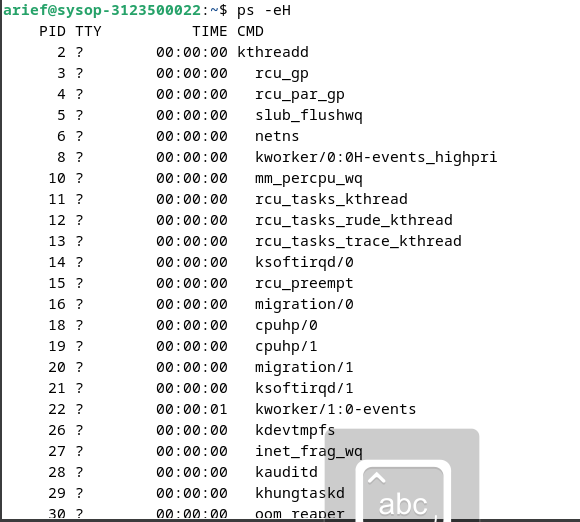 arief@sysop-3123500022:~$ ps -eH
PID TTY TIME CMD
2 ? 00:00:00 kthreadd
3 ? 00:00:00 rcu_gp
4 ? 00:00:00 rcu_par_gp
5 ? 00:00:00 slub_flushwq
6 ? 00:00:00 netns
8 ? 00:00:00 kworker/0:0H-events_highpri
10 ? 00:00:00 mm_percpu_wq
11 ? 00:00:00 rcu_tasks_kthread
12 ? 00:00:00 rcu_tasks_rude_kthread
13 ? 00:00:00 rcu_tasks_trace_kthread
14 ? 00:00:00 ksoftirqd/0
15 ? 00:00:00 rcu_preempt
16 ? 00:00:00 migration/0
18 ? 00:00:00 cpuhp/0
19 ? 00:00:00 cpuhp/1
20 ? 00:00:00 migration/1
21 ? 00:00:00 ksoftirqd/1
22 ? 00:00:01 kworker/1:0-events
26 ? 00:00:00 kdevtmpfs
27 ? 00:00:00 inet_frag_wq
28 ? 00:00:00 kauditd
29 ? 00:00:00 khungtaskd
30 ? 00:00:00 oom_reaper
abc